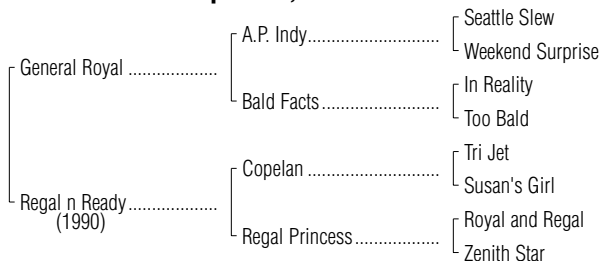 Seattle Slew
A.P. Indy
Weekend Surprise
General Royal
In Reality
Bald Facts
Too Bald
Tri Jet
Copelan
Susan's Girl
Regal n Ready
(1990)
Royal and Regal
Regal Princess
Zenith Star